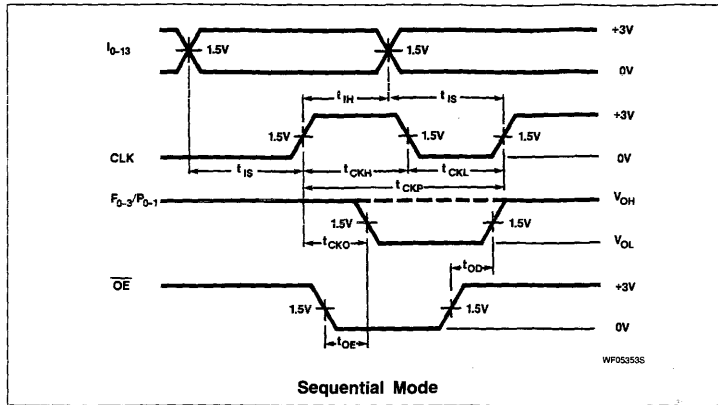 I0–13
1.5V
1.5V
+3V
0V
tIH
tIS
CLK
1.5V
1.5V
1.5V
+3V
0V
tIS
tCKH
tCKL
tCKP
F0–3/P0–1
1.5V
1.5V
VOH
VOL
tCKO
tOD
OE
1.5V
1.5V
+3V
0V
tOE
WF05353S
Sequential Mode